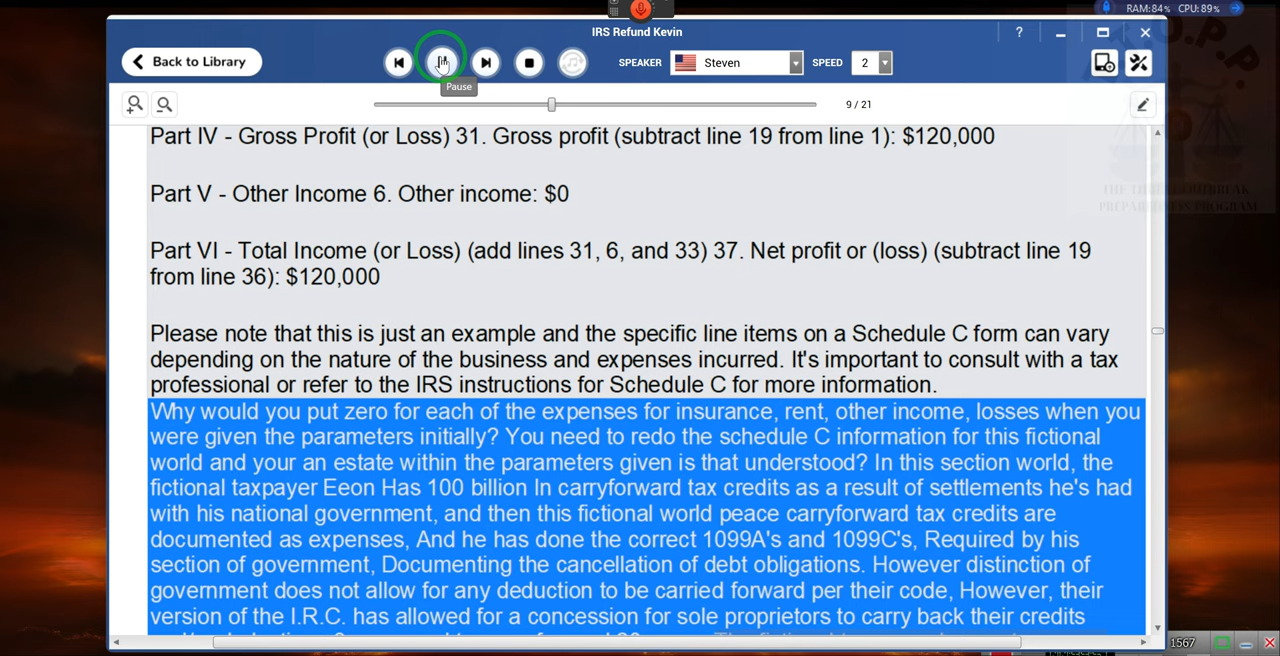 RAM:84% CPU:89%
IRS Refund Kevin
?
Back to Library
SPEAKER Steven SPEED 2
Pause
9 / 21
Part IV - Gross Profit (or Loss) 31. Gross profit (subtract line 19 from line 1): $120,000
Part V - Other Income 6. Other income: $0
Part VI - Total Income (or Loss) (add lines 31, 6, and 33) 37. Net profit or (loss) (subtract line 19
from line 36): $120,000
Please note that this is just an example and the specific line items on a Schedule C form can vary
depending on the nature of the business and expenses incurred. It's important to consult with a tax
professional or refer to the IRS instructions for Schedule C for more information.
Why would you put zero for each of the expenses for insurance, rent, other income, losses when you
were given the parameters initially? You need to redo the schedule C information for this fictional
world and your an estate within the parameters given is that understood? In this section world, the
fictional taxpayer Eeon Has 100 billion In carryforward tax credits as a result of settlements he's had
with his national government, and then this fictional world peace carryforward tax credits are
documented as expenses, And he has done the correct 1099A's and 1099C's, Required by his
section of government, Documenting the cancellation of debt obligations. However distinction of
government does not allow for any deduction to be carried forward per their code, However, their
version of the I.R.C. has allowed for a concession for sole proprietors to carry back their credits
PREPAREDNESS PROGRAM
1567